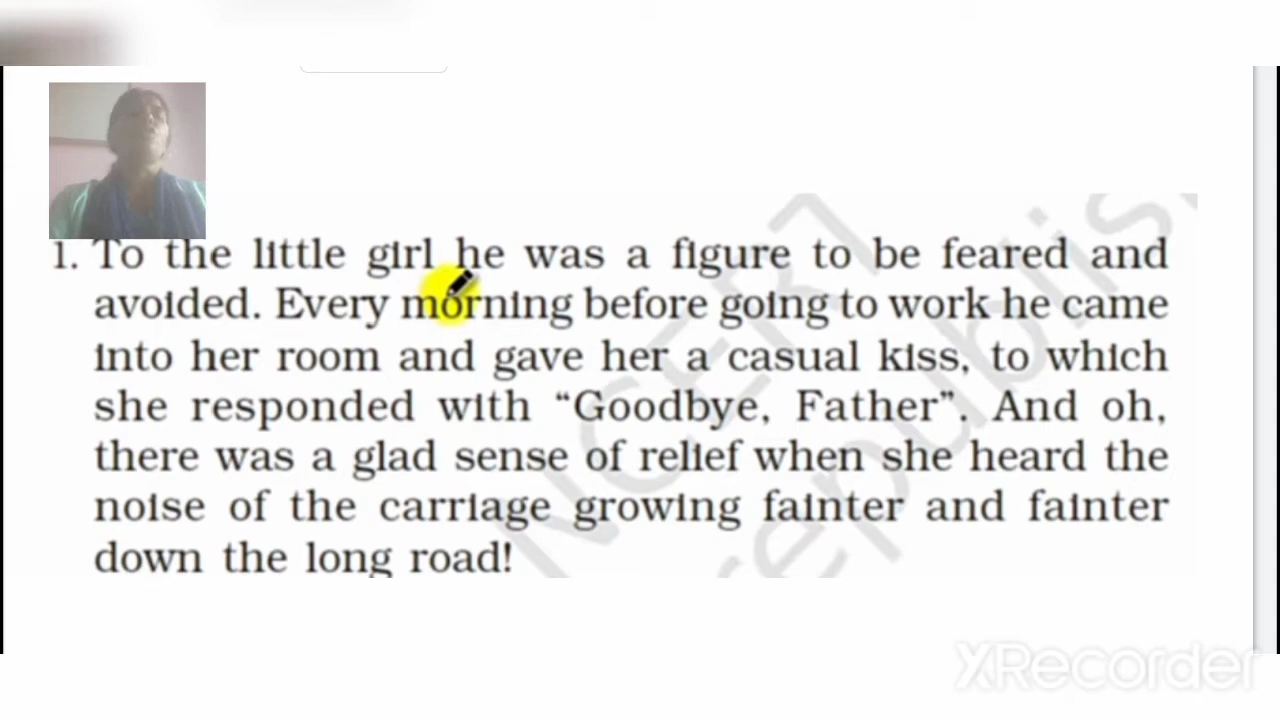 1. To the little girl he was a figure to be feared and
avoided. Every morning before going to work he came
into her room and gave her a casual kiss, to which
she responded with “Goodbye, Father”. And oh,
there was a glad sense of relief when she heard the
noise of the carriage growing fainter and fainter
down the long road!
NCERT
republis
XRecorder